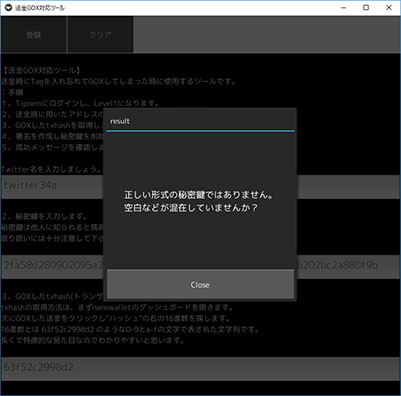 送金GOX対応ツール
登録
クリア
【送金GOX対応ツール】
送金時にTagを入れ忘れてGOXしてしまった時に使用するツールです。
：手順
１、Tipnemにログインし、Level1になります。
２、送金時に用いたアドレスの
３、GOXしたtxhashを取得し
４、署名を作成し秘密鍵を削除
５、成功メッセージを確認しま
Twitter名を入力しましょう。
twitter34a
２、秘密鍵を入力します。
秘密鍵は他人に知られると残高
取り扱いには十分注意して下さ
2fa58d280902095a2
b202bc2a880f9b
３、GOXしたtxhash(トランザ
txhashの取得方法は、まずnanowalletのダッシュボードを開きます。
次にGOXした送金をクリックし"ハッシュ"の右の16進数を探します。
16進数とは 63f52c2998d2 のような0-9とa-fの文字で表された文字列です。
長くて特徴的な見た目なのでわかりやすいと思います。
63f52c2998d2
result
正しい形式の秘密鍵ではありません。
空白などが混在していませんか？
Close